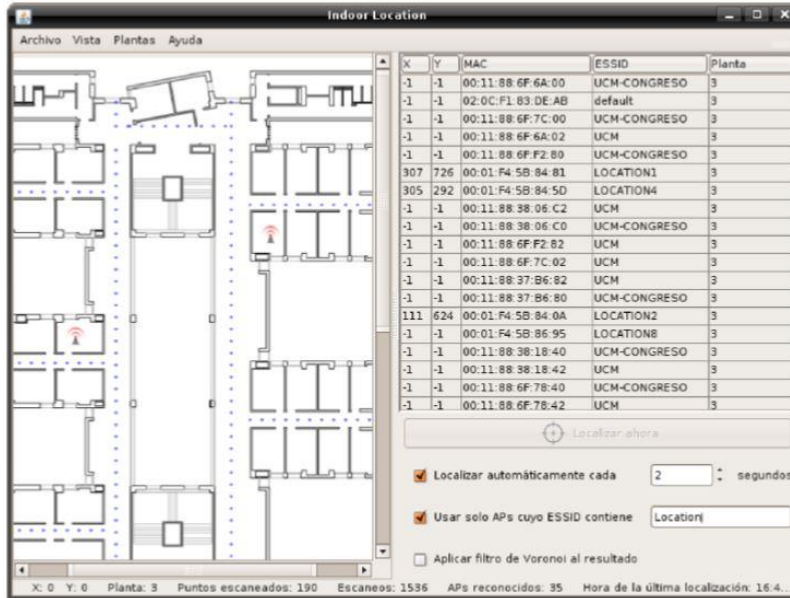 Indoor Location
Archivo Vista Plantas Ayuda
X Y MAC ESSID Planta
-1 -1 00:11:88:6F:6A:00 UCM-CONGRESO 3
-1 -1 02:0C:F1:83:DE:AB default 3
-1 -1 00:11:88:6F:7C:00 UCM-CONGRESO 3
-1 -1 00:11:88:6F:6A:02 UCM 3
-1 -1 00:11:88:6F:F2:80 UCM-CONGRESO 3
307 726 00:01:F4:5B:84:81 LOCATION1 3
305 292 00:01:F4:5B:84:5D LOCATION4 3
-1 -1 00:11:88:38:06:C2 UCM 3
-1 -1 00:11:88:38:06:C0 UCM-CONGRESO 3
-1 -1 00:11:88:6F:F2:82 UCM 3
-1 -1 00:11:88:6F:7C:02 UCM 3
-1 -1 00:11:88:37:B6:82 UCM 3
-1 -1 00:11:88:37:B6:80 UCM-CONGRESO 3
111 624 00:01:F4:5B:84:0A LOCATION2 3
-1 -1 00:01:F4:5B:86:95 LOCATION8 3
-1 -1 00:11:88:38:18:40 UCM-CONGRESO 3
-1 -1 00:11:88:38:18:42 UCM 3
-1 -1 00:11:88:6F:78:40 UCM-CONGRESO 3
-1 -1 00:11:88:6F:78:42 UCM 3
Localizar ahora
Localizar automáticamente cada 2 segundos
Usar solo APs cuyo ESSID contiene Location
Aplicar filtro de Voronoi al resultado
X: 0 Y: 0 Planta: 3 Puntos escaneados: 190 Escaneos: 1536 APs reconocidos: 35 Hora de la última localización: 16:4...